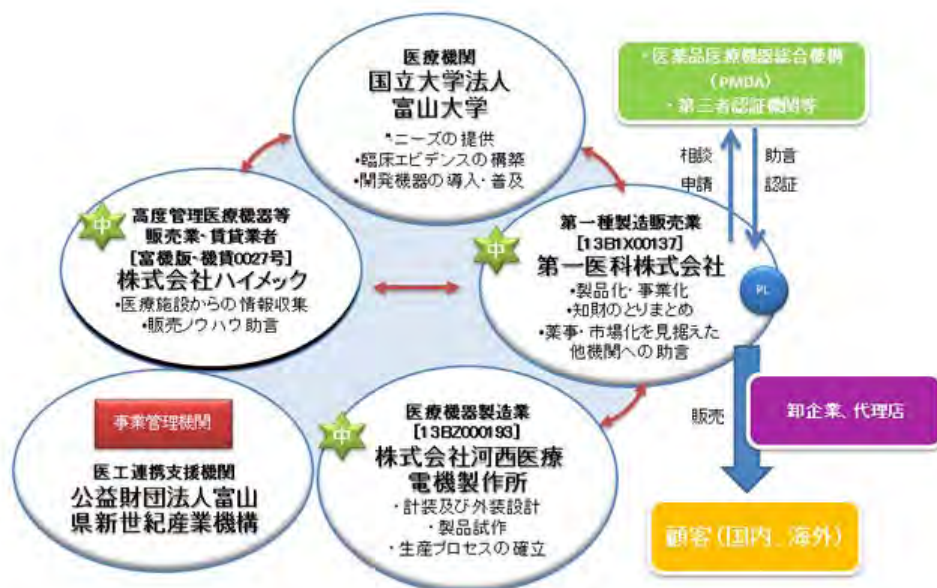 医療機関
国立大学法人
富山大学
・ニーズの提供
・臨床エビデンスの構築
・開発機器の導入・普及
・医薬品医療機器総合機構
(PMDA)
・第三者認証機関等
相談
申請
助言
認証
中
高度管理医療機器等
販売業・賃貸業者
[富機販・機賃0027号]
株式会社ハイメック
・医療施設からの情報収集
・販売ノウハウ助言
中
第一種製造販売業
[13B1X00137]
第一医科株式会社
・製品化・事業化
・知財のとりまとめ
・薬事・市場化を見据えた
他機関への助言
PL
事業管理機関
医工連携支援機関
公益財団法人富山
県新世紀産業機構
中
医療機器製造業
[13BZ000193]
株式会社河西医療
電機製作所
・計装及び外装設計
・製品試作
・生産プロセスの確立
販売
卸企業、代理店
顧客(国内、海外)